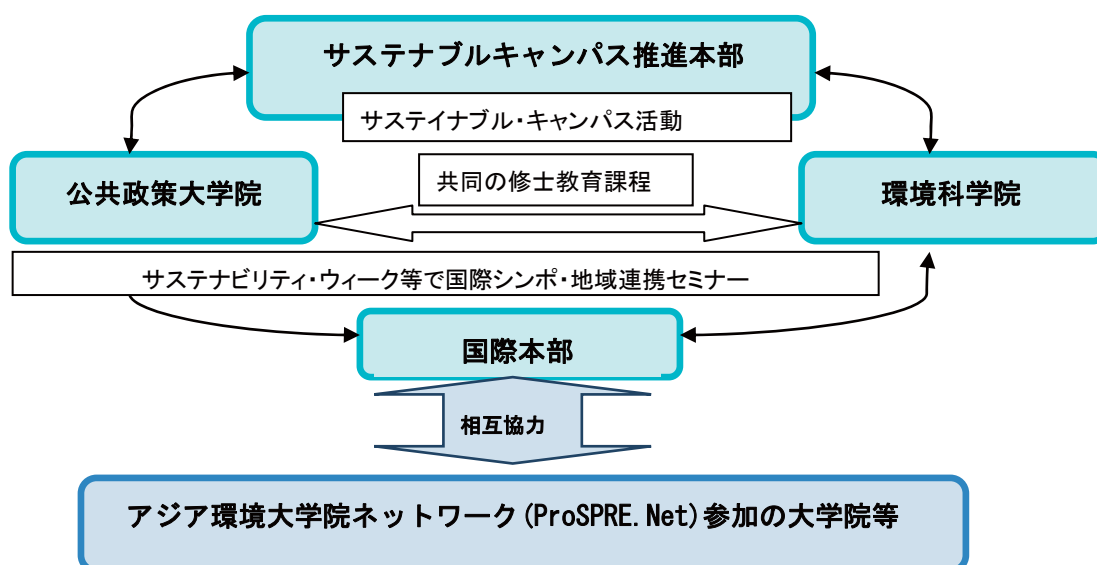 サステナブルキャンパス推進本部
サステイナブル・キャンパス活動
共同の修士教育課程
公共政策大学院
環境科学院
サステナビリティ・ウィーク等で国際シンポ・地域連携セミナー
国際本部
相互協力
アジア環境大学院ネットワーク(ProSPRE.Net)参加の大学院等